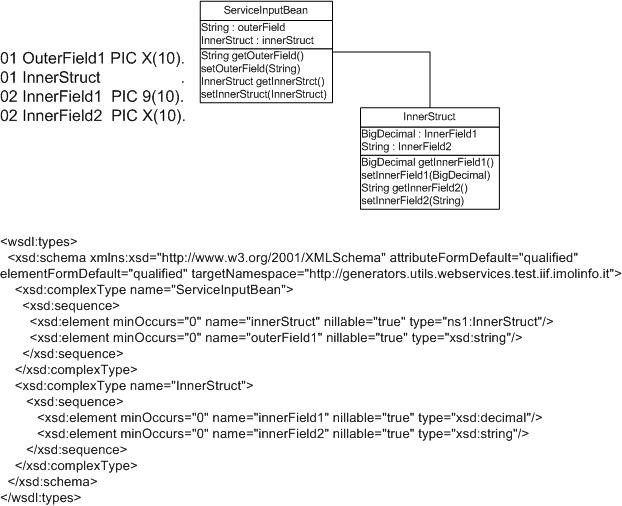 01 OuterField1 PIC X(10).
01 InnerStruct .
02 InnerField1 PIC 9(10).
02 InnerField2 PIC X(10).
ServiceInputBean
String : outerField
InnerStruct : innerStruct
String getOuterField()
setOuterField(String)
InnerStruct getInnerStrct()
setInnerStruct(InnerStruct)
InnerStruct
BigDecimal : InnerField1
String : InnerField2
BigDecimal getInnerField1()
setInnerField1(BigDecimal)
String getInnerField2()
setInnerField2(String)
<wsdl:types>
<xsd:schema xmlns:xsd="http://www.w3.org/2001/XMLSchema" attributeFormDefault="qualified"
elementFormDefault="qualified" targetNamespace="http://generators.utils.webservices.test.iif.imolinfo.it">
<xsd:complexType name="ServiceInputBean">
<xsd:sequence>
<xsd:element minOccurs="0" name="innerStruct" nillable="true" type="ns1:InnerStruct"/>
<xsd:element minOccurs="0" name="outerField1" nillable="true" type="xsd:string"/>
</xsd:sequence>
</xsd:complexType>
<xsd:complexType name="InnerStruct">
<xsd:sequence>
<xsd:element minOccurs="0" name="innerField1" nillable="true" type="xsd:decimal"/>
<xsd:element minOccurs="0" name="innerField2" nillable="true" type="xsd:string"/>
</xsd:sequence>
</xsd:complexType>
</xsd:schema>
</wsdl:types>